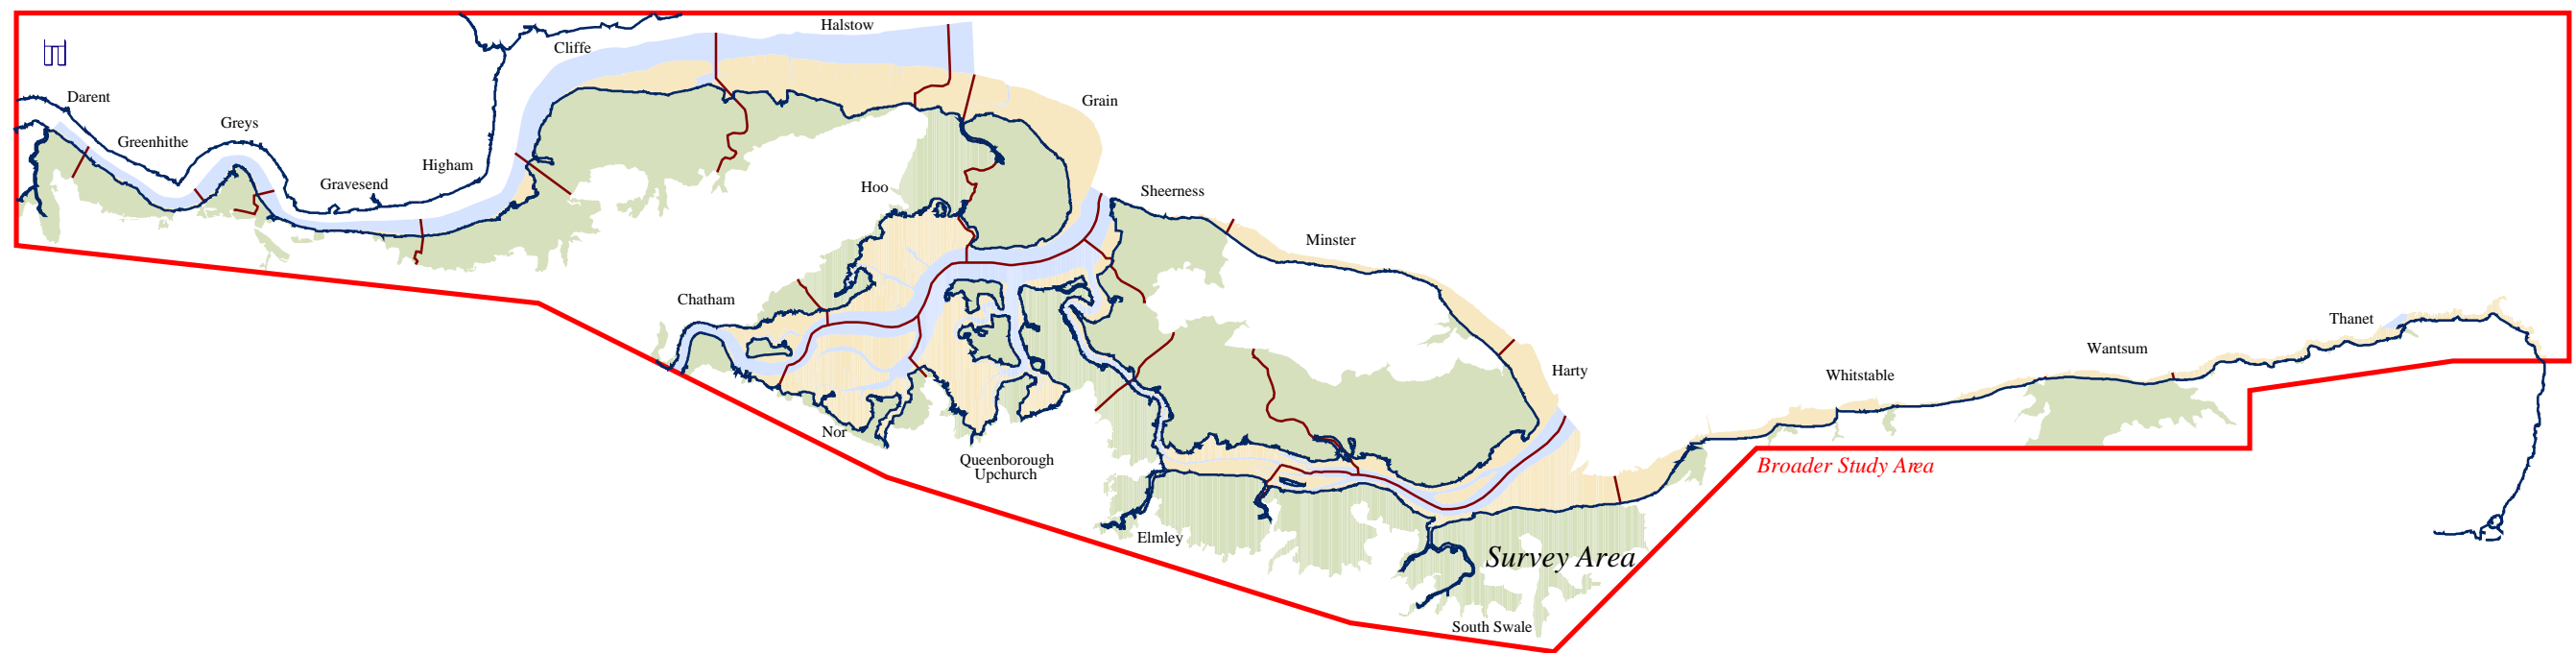 Halstow
Cliffe
Darent
Grain
Greys
Greenhithe
Higham
Gravesend
Hoo
Sheerness
Minster
Chatham
Thanet
Wantsum
Harty
Whitstable
Nor
Queenborough
Upchurch
Broader Study Area
Elmley
Survey Area
South Swale